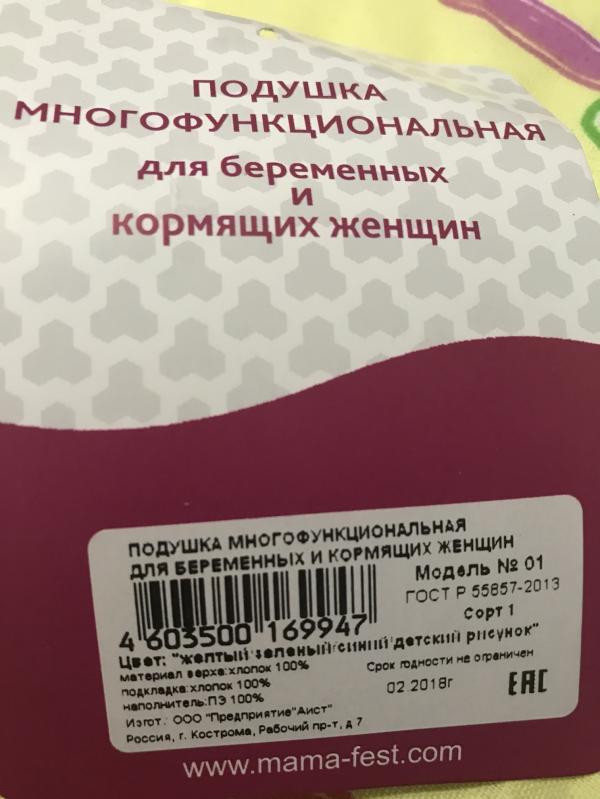 ПОДУШКА
МНОГОФУНКЦИОНАЛЬНАЯ
для беременных
и
кормящих женщин
ПОДУШКА МНОГОФУНКЦИОНАЛЬНАЯ
ДЛЯ БЕРЕМЕННЫХ И КОРМЯЩИХ ЖЕНЩИН
Модель № 01
ГОСТ Р 55857-2013
Сорт 1
4 603500 169947
Цвет: "желтый/зеленый/синий/детский рисунок"
материал верха:хлопок 100%
подкладка:хлопок 100%
наполнитель:ПЭ 100%
Срок годности не ограничен
02.2018г
EAC
Изгот.: ООО "Предприятие"Аист"
Россия, г. Кострома, Рабочий пр-т, д 7
www.mama-fest.com